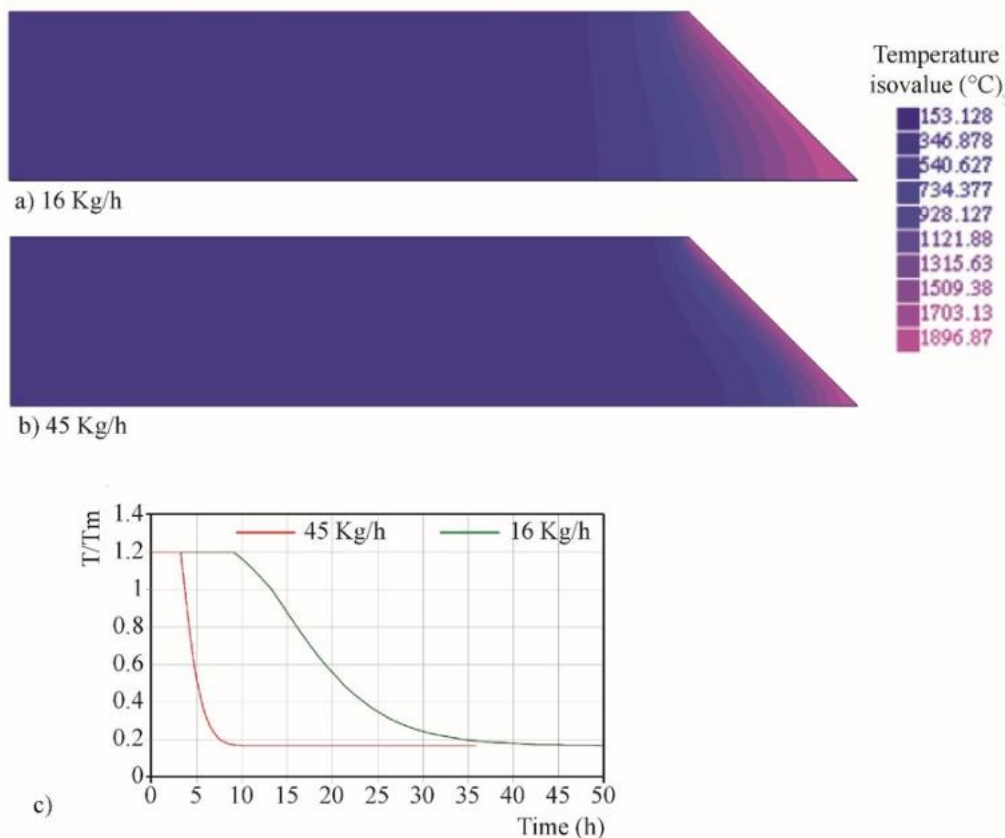 Temperature
isovalue (°C)
153.128
346.878
540.627
734.377
928.127
1121.88
1315.63
1509.38
1703.13
1896.87
a) 16 Kg/h
b) 45 Kg/h
T/Tm
1.4
1.2
1
0.8
0.6
0.4
0.2
0
45 Kg/h
16 Kg/h
0 5 10 15 20 25 30 35 40 45 50
Time (h)
c)